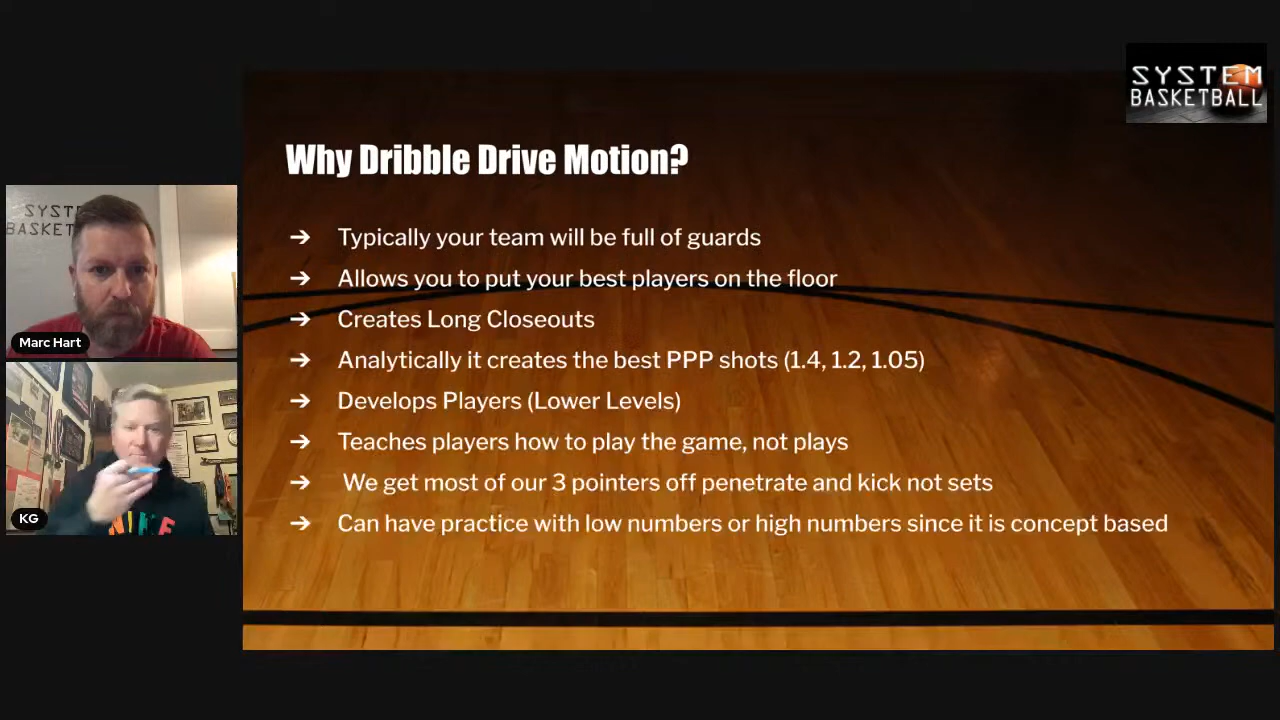 SYSTEM
BASKETBALL
Why Dribble Drive Motion?
➔ Typically your team will be full of guards
➔ Allows you to put your best players on the floor
➔ Creates Long Closeouts
➔ Analytically it creates the best PPP shots (1.4, 1.2, 1.05)
➔ Develops Players (Lower Levels)
➔ Teaches players how to play the game, not plays
➔ We get most of our 3 pointers off penetrate and kick not sets
➔ Can have practice with low numbers or high numbers since it is concept based
SYST
BASKET
Marc Hart
KG